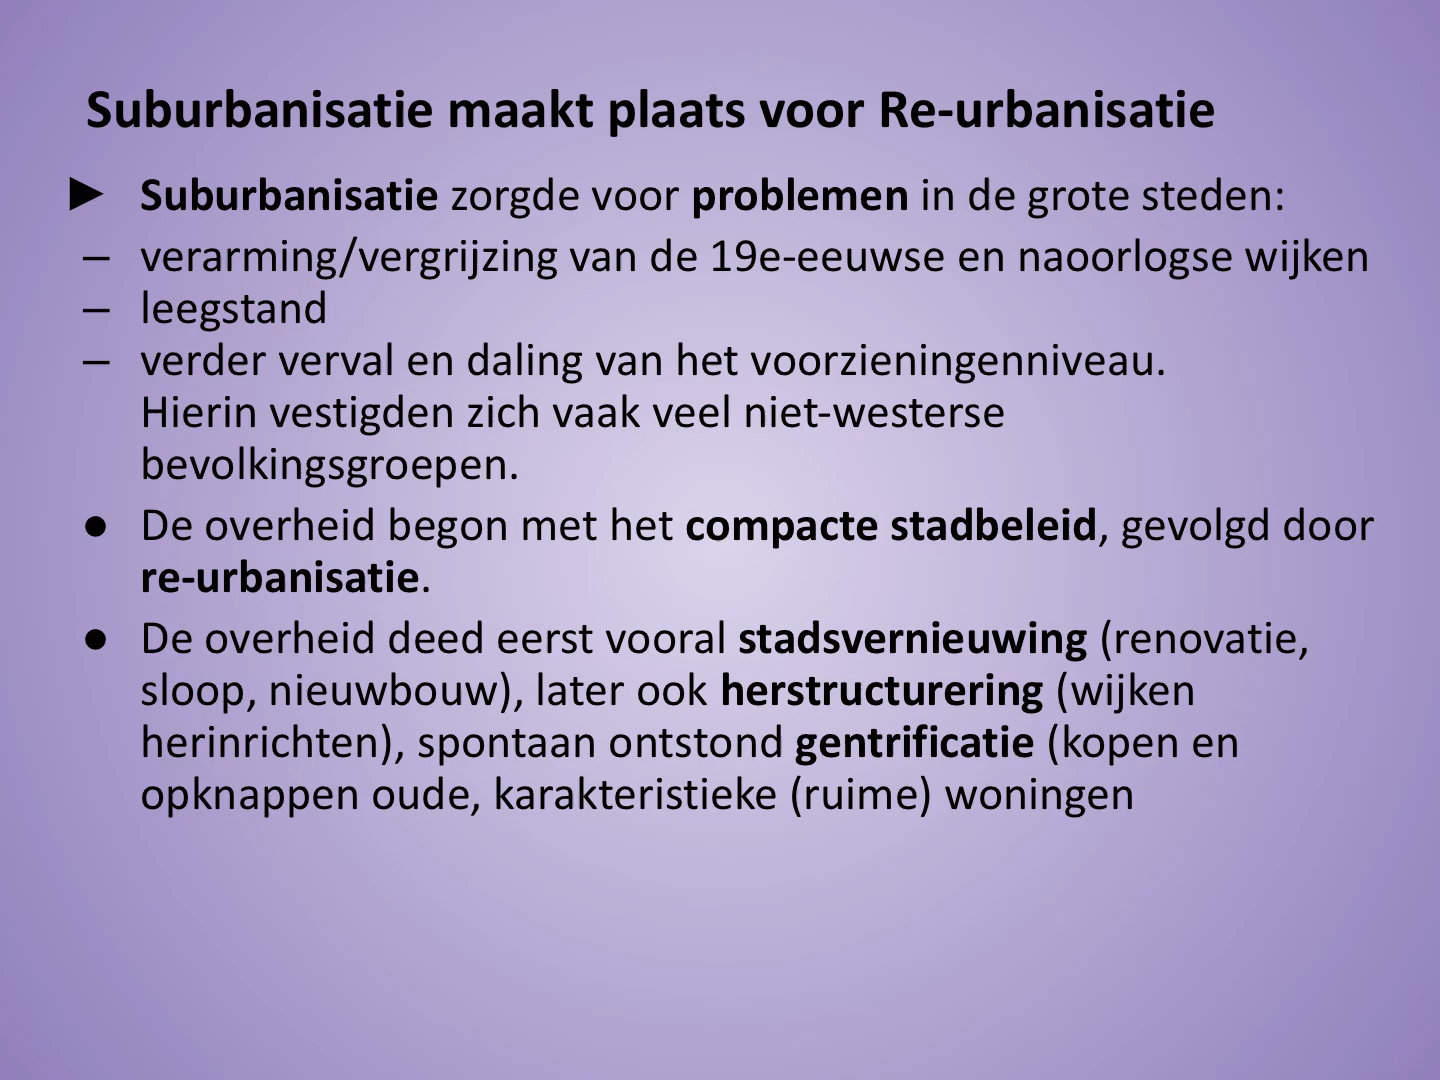 Suburbanisatie maakt plaats voor Re-urbanisatie
► Suburbanisatie zorgde voor problemen in de grote steden:
– verarming/vergrijzing van de 19e-eeuwse en naoorlogse wijken
– leegstand
– verder verval en daling van het voorzieningenniveau.
Hierin vestigden zich vaak veel niet-westerse
bevolkingsgroepen.
● De overheid begon met het compacte stadbeleid, gevolgd door
re-urbanisatie.
● De overheid deed eerst vooral stadsvernieuwing (renovatie,
sloop, nieuwbouw), later ook herstructurering (wijken
herinrichten), spontaan ontstond gentrificatie (kopen en
opknappen oude, karakteristieke (ruime) woningen